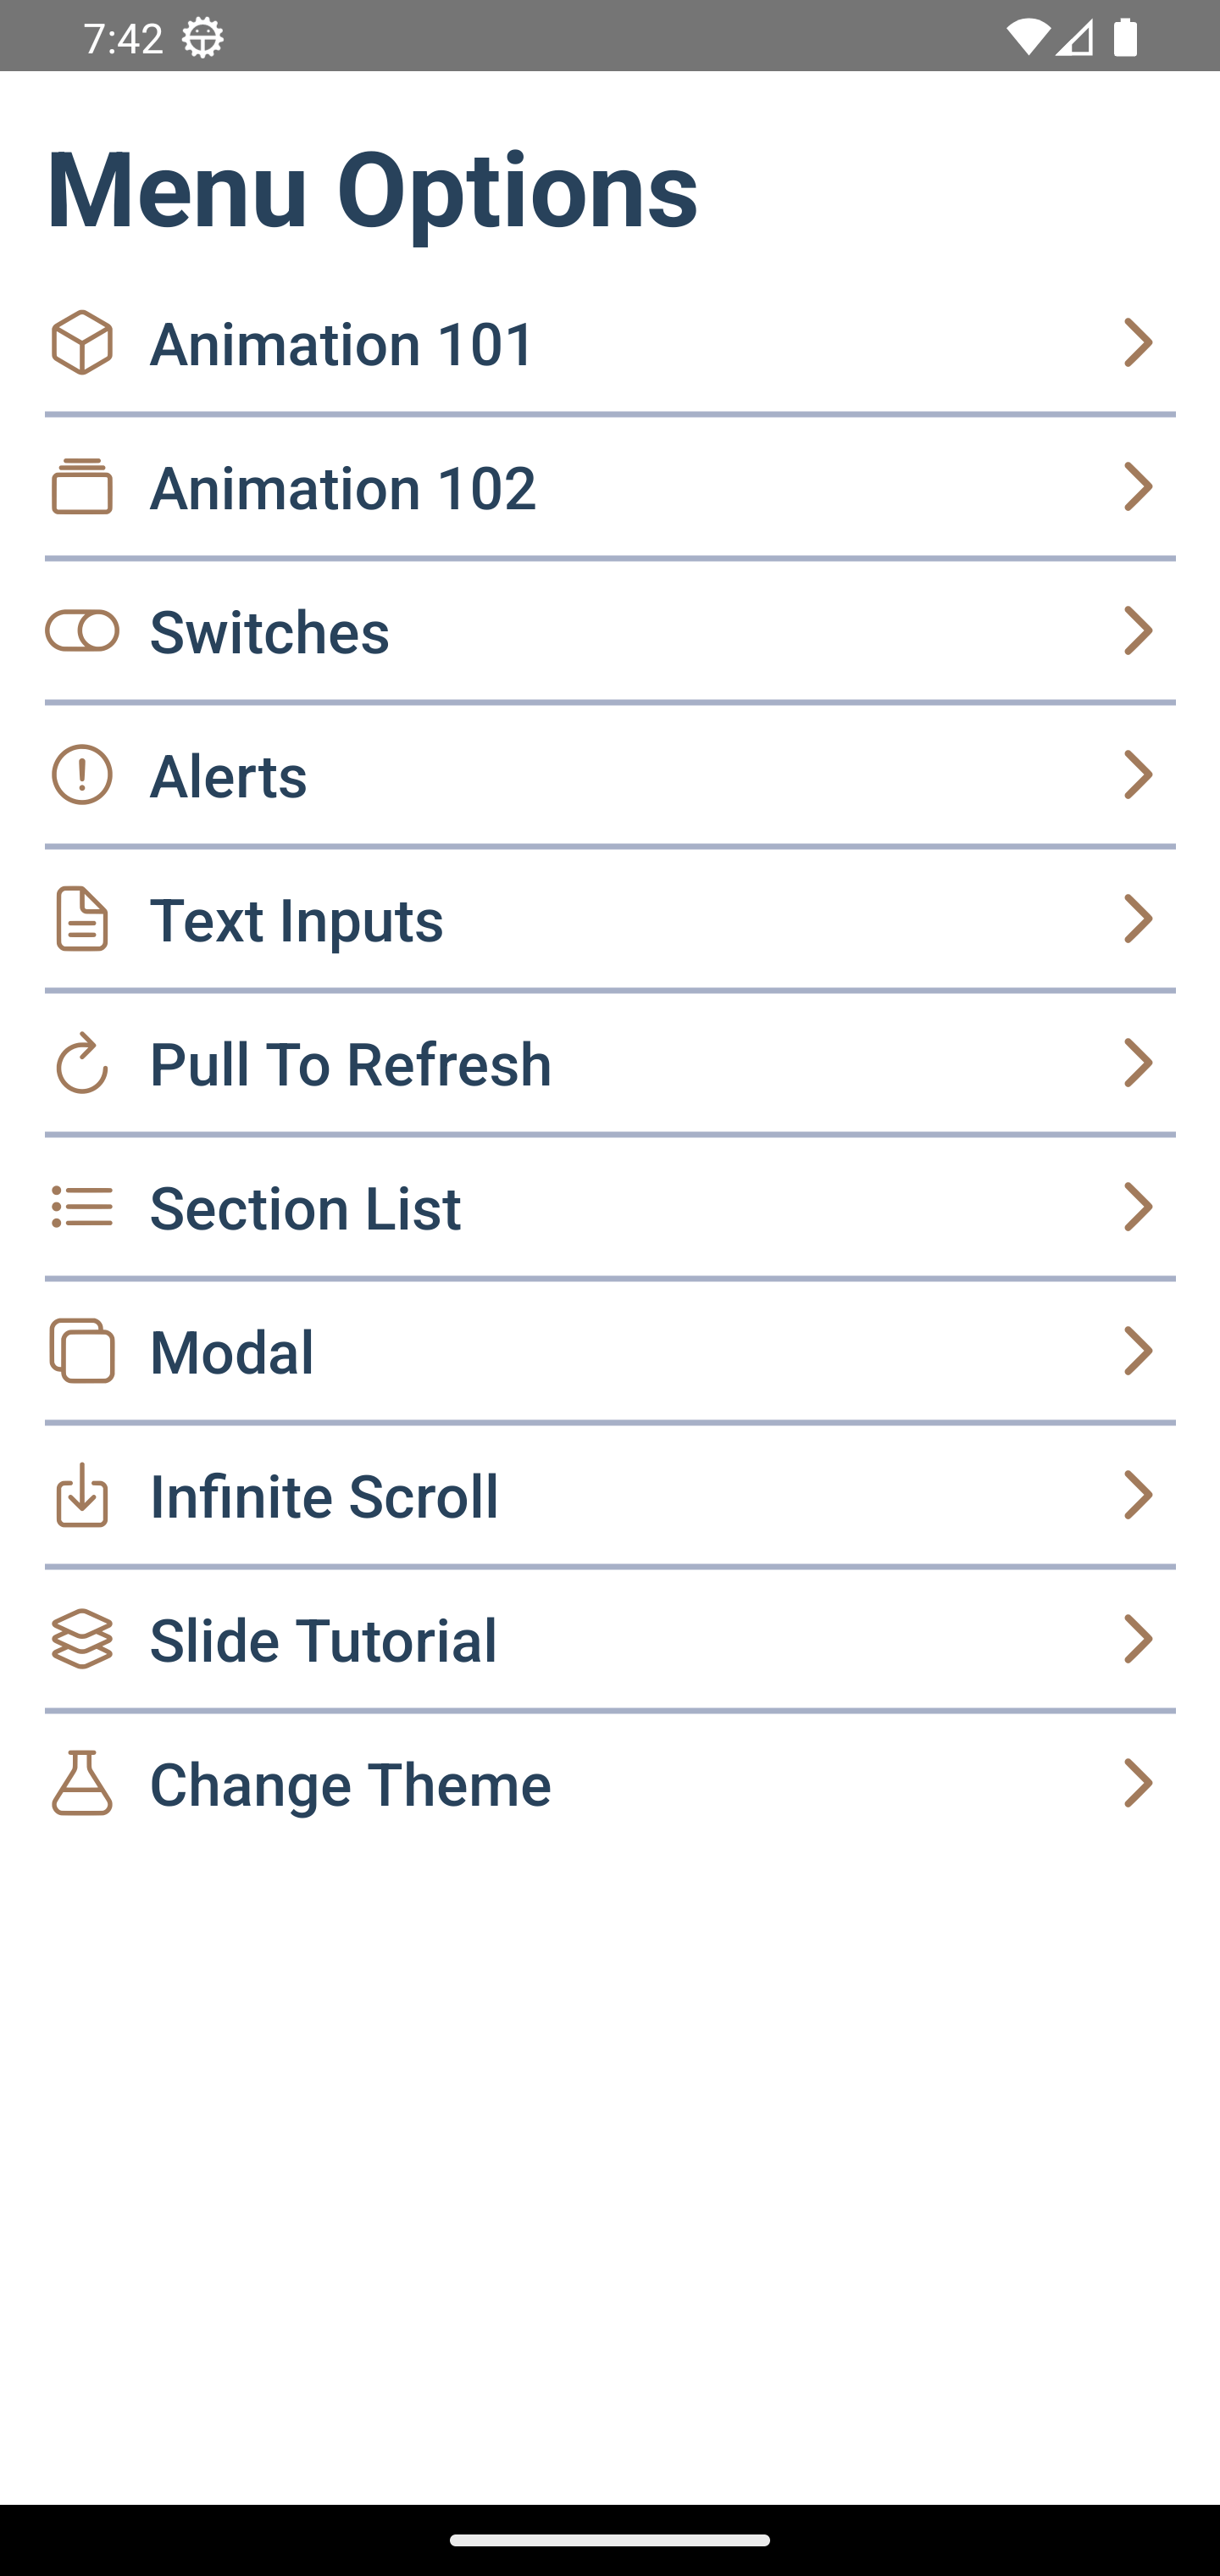 7:42
Menu Options
Animation 101
Animation 102
Switches
Alerts
Text Inputs
Pull To Refresh
Section List
Modal
Infinite Scroll
Slide Tutorial
Change Theme